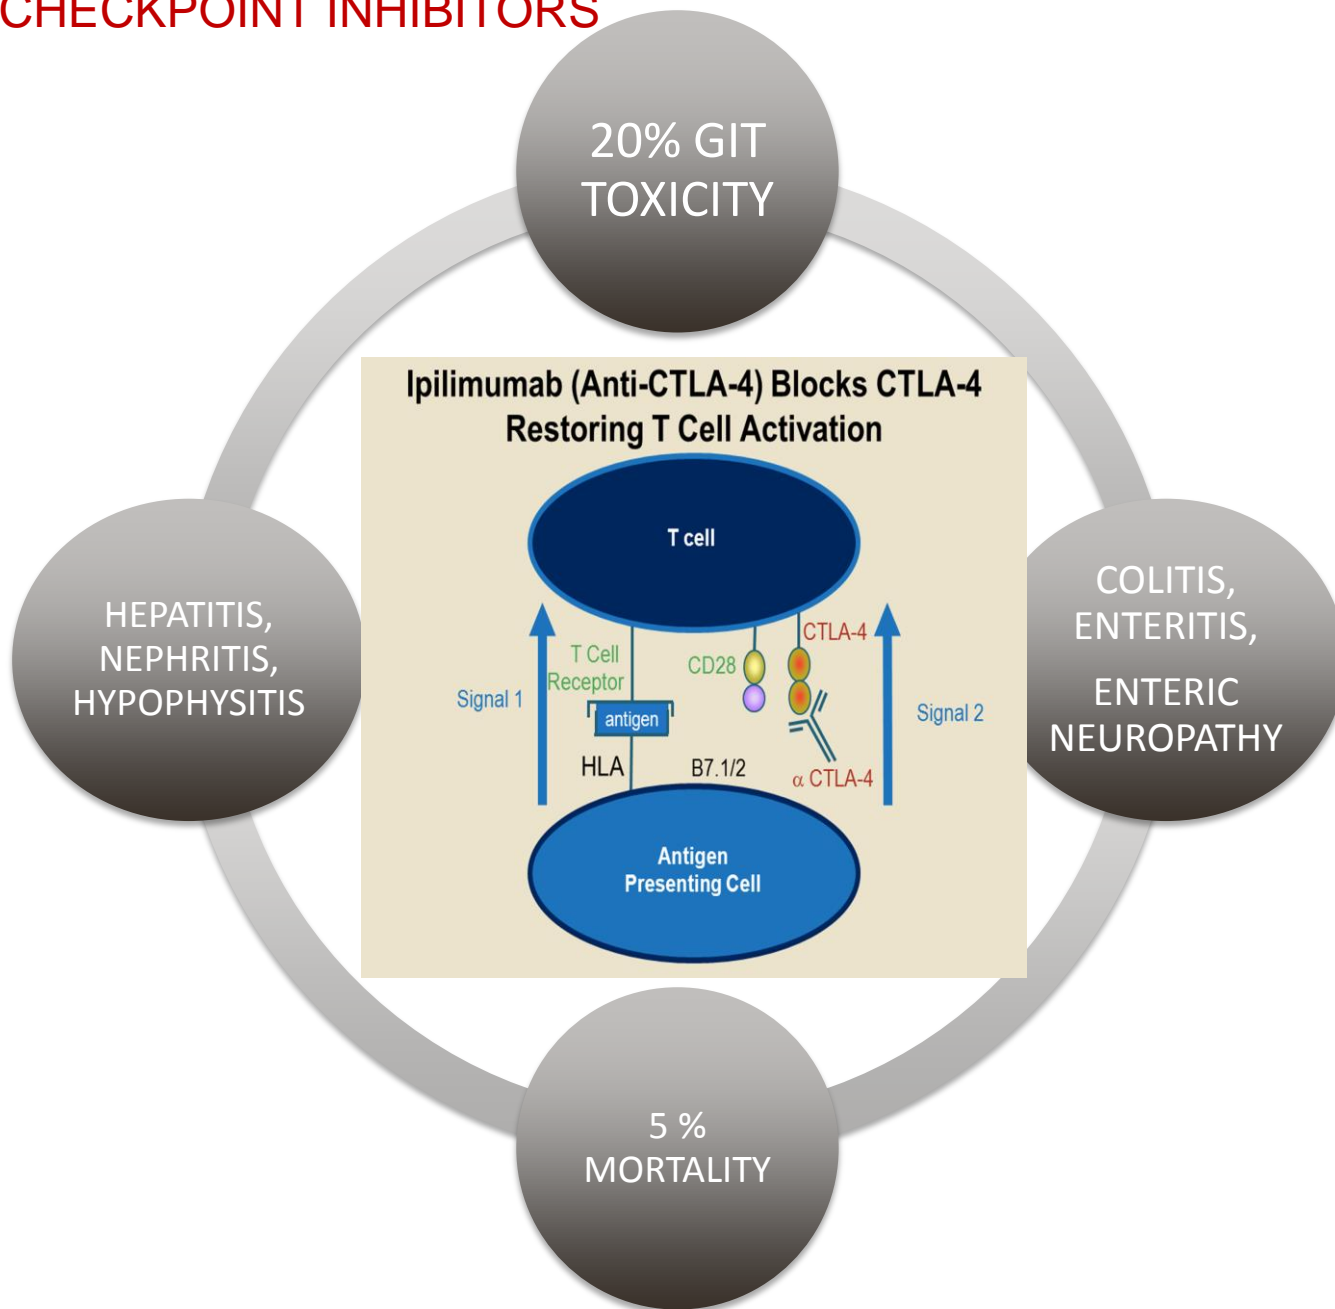 CHECKPOINT INHIBITORS
20% GIT
TOXICITY
Ipilimumab (Anti-CTLA-4) Blocks CTLA-4
Restoring T Cell Activation
T cell
HEPATITIS,
NEPHRITIS,
HYPOPHYSITIS
Signal 1
T Cell
Receptor
antigen
HLA
CD28
B7.1/2
CTLA-4
α CTLA-4
Signal 2
Antigen
Presenting Cell
COLITIS,
ENTERITIS,
ENTERIC
NEUROPATHY
5 %
MORTALITY